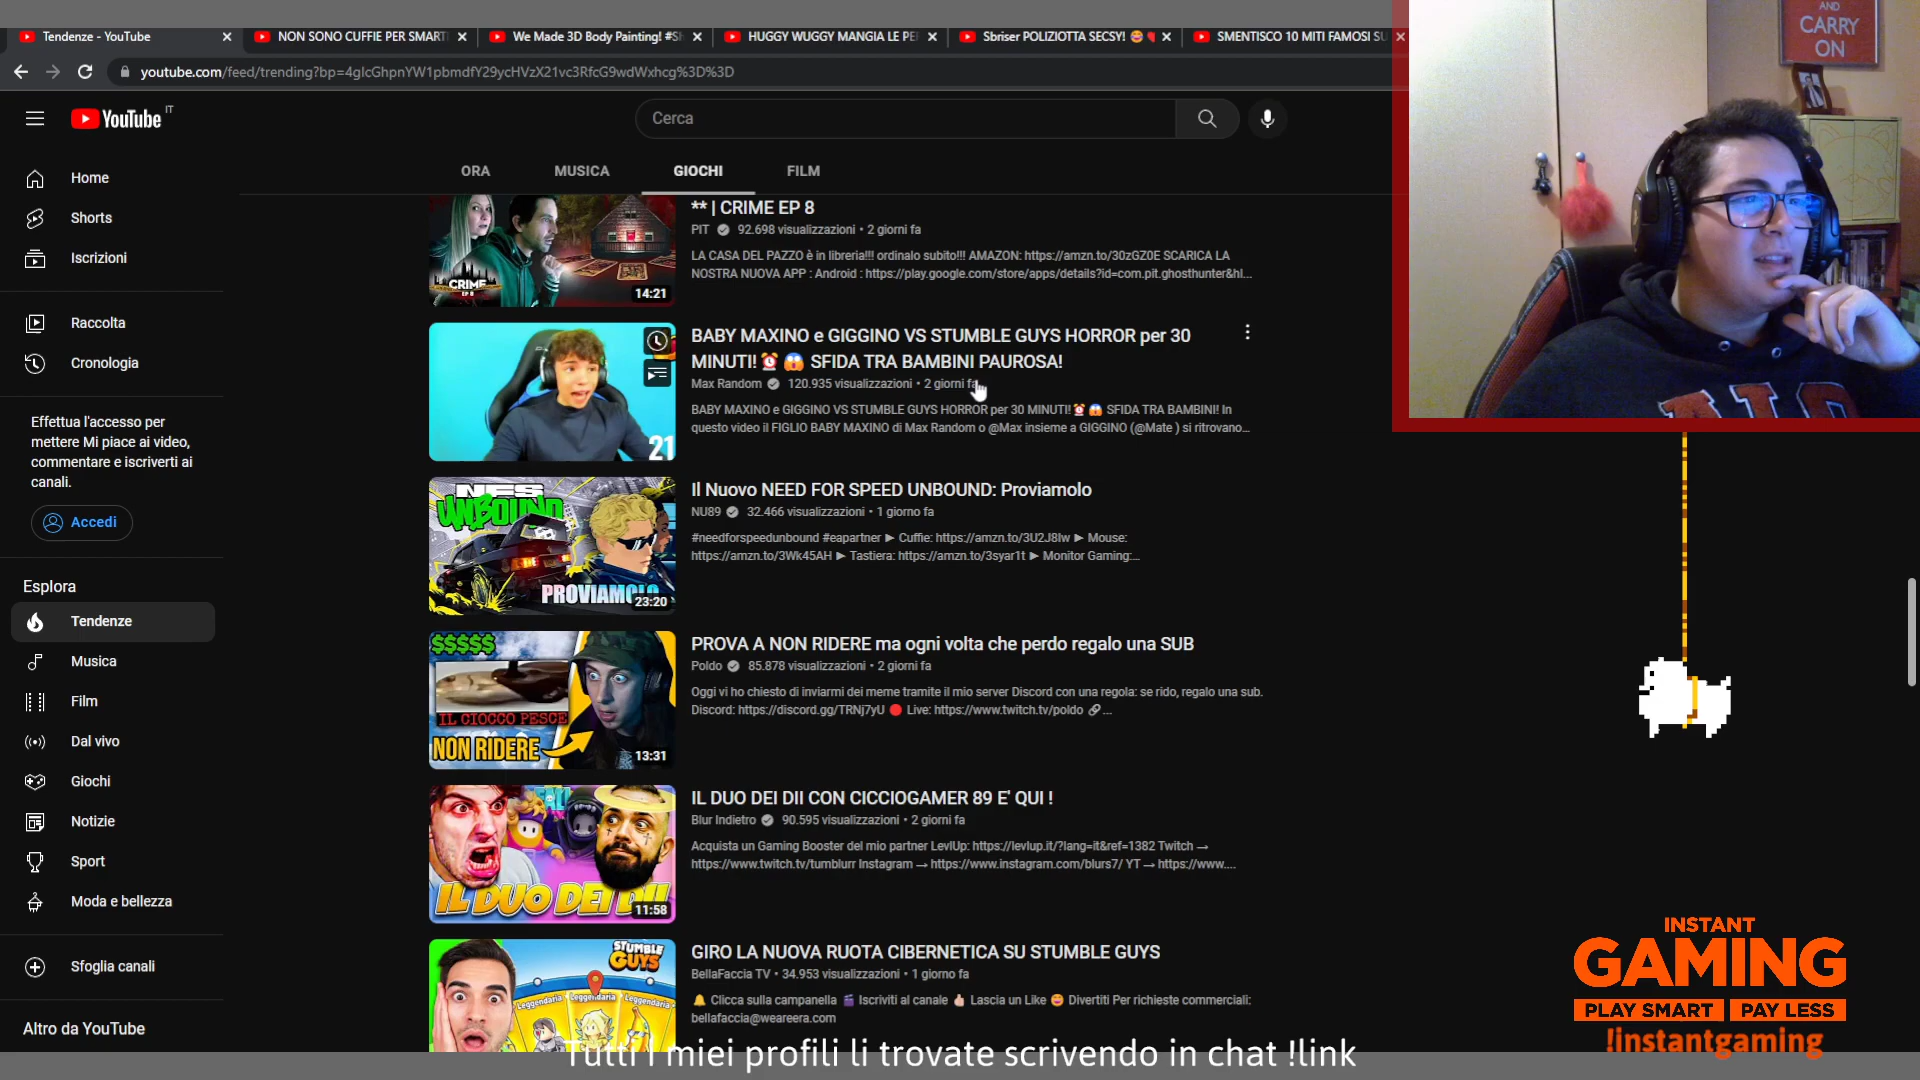 Tendenze - YouTube
NON SONO CUFFIE PER SMART
We Made 3D Body Painting! #S
HUGGY WUGGY MANGIA LE PE
Sbriser POLIZIOTTA SECSY! 🥰
SMENTISCO 10 MITI FAMOSI SU
youtube.com/feed/trending?bp=4gIcGhpnYW1pbmdfY29ycHVzX21vc3RfcG9wdWxhcg%3D%3D
YouTube IT
Cerca
AND
CARRY
ON
ORA
MUSICA
GIOCHI
FILM
Home
Shorts
Iscrizioni
Raccolta
Cronologia
Effettua l'accesso per
mettere Mi piace ai video,
commentare e iscriverti ai
canali.
Accedi
Esplora
Tendenze
Musica
Film
Dal vivo
Giochi
Notizie
Sport
Moda e bellezza
Sfoglia canali
Altro da YouTube
CRIME
EP 8
14:21
** | CRIME EP 8
PIT 92.698 visualizzazioni • 2 giorni fa
LA CASA DEL PAZZO è in libreria!!! ordinalo subito!!! AMAZON: https://amzn.to/30zGZ0E SCARICA LA
NOSTRA NUOVA APP : Android : https://play.google.com/store/apps/details?id=com.pit.ghosthunter&hl...
21
BABY MAXINO e GIGGINO VS STUMBLE GUYS HORROR per 30
MINUTI!⏰😱 SFIDA TRA BAMBINI PAUROSA!
Max Random 120.935 visualizzazioni • 2 giorni fa
BABY MAXINO e GIGGINO VS STUMBLE GUYS HORROR per 30 MINUTI!⏰😱 SFIDA TRA BAMBINI! In
questo video il FIGLIO BABY MAXINO di Max Random o @Max insieme a GIGGINO (@Mate ) si ritrovano...
NFS
UNBOUND
PROVIAMOLO
23:20
Il Nuovo NEED FOR SPEED UNBOUND: Proviamolo
NU89 32.466 visualizzazioni • 1 giorno fa
#needforspeedunbound #eapartner ► Cuffie: https://amzn.to/3U2J8Iw ► Mouse:
https://amzn.to/3Wk45AH ► Tastiera: https://amzn.to/3syar1t ► Monitor Gaming:...
$$$$$
IL CIOCCO PESCE
NON RIDERE
13:31
PROVA A NON RIDERE ma ogni volta che perdo regalo una SUB
Poldo 85.878 visualizzazioni • 2 giorni fa
Oggi vi ho chiesto di inviarmi dei meme tramite il mio server Discord con una regola: se rido, regalo una sub.
Discord: https://discord.gg/TRNj7yU 🔴 Live: https://www.twitch.tv/poldo 🔗 ...
IL DUO DEI DII
11:58
IL DUO DEI DII CON CICCIOGAMER 89 E' QUI !
Blur Indietro 90.595 visualizzazioni • 2 giorni fa
Acquista un Gaming Booster del mio partner LevlUp: https://levlup.it/?lang=it&ref=1382 Twitch →
https://www.twitch.tv/tumblurr Instagram → https://www.instagram.com/blurs7/ YT → https://www....
STUMBLE
GUYS
Leggendaria
Leggendaria
Leggendaria
GIRO LA NUOVA RUOTA CIBERNETICA SU STUMBLE GUYS
BellaFaccia TV • 34.953 visualizzazioni • 1 giorno fa
🔔 Clicca sulla campanella 🎬 Iscriviti al canale 👍 Lascia un Like 😄 Divertiti Per richieste commerciali:
bellafaccia@weareera.com
INSTANT
GAMING
PLAY SMART PAY LESS
!instantgaming
Tutti i miei profili li trovate scrivendo in chat !link